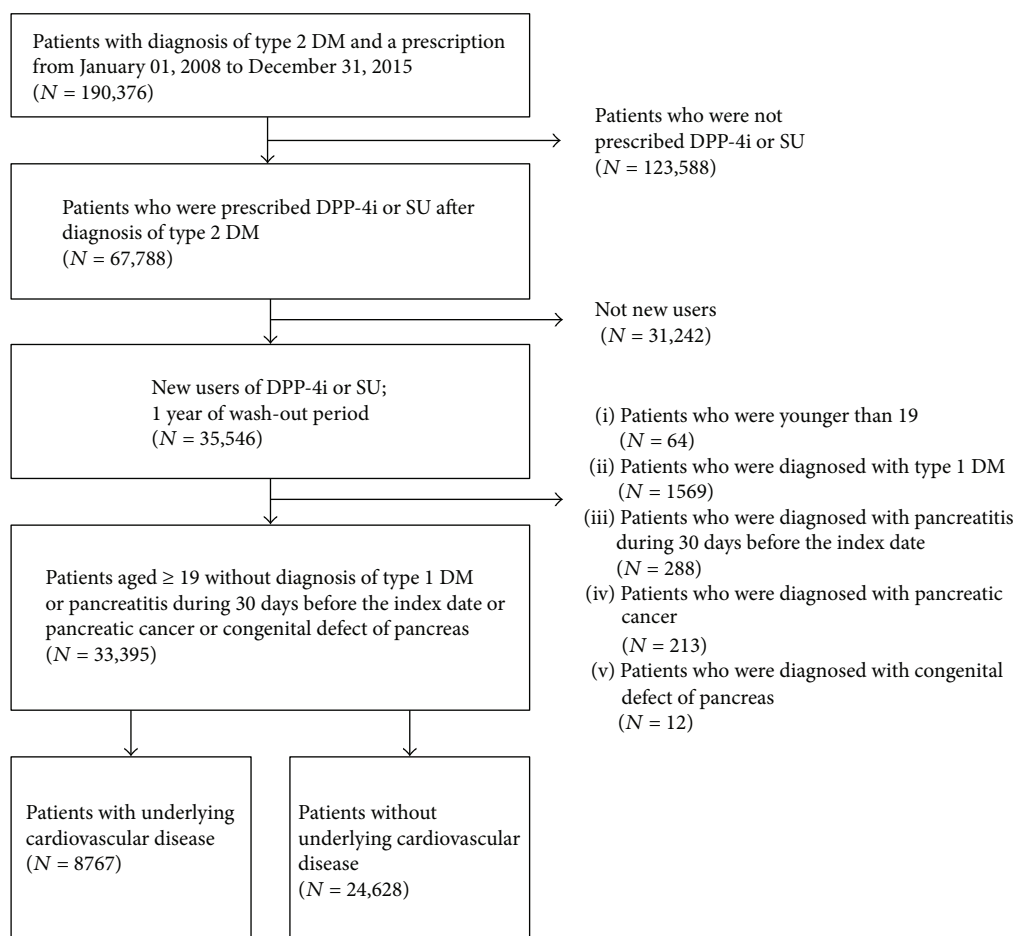 Patients with diagnosis of type 2 DM and a prescription
from January 01, 2008 to December 31, 2015
(N = 190,376)
Patients who were not
prescribed DPP-4i or SU
(N = 123,588)
Patients who were prescribed DPP-4i or SU after
diagnosis of type 2 DM
(N = 67,788)
Not new users
(N = 31,242)
New users of DPP-4i or SU;
1 year of wash-out period
(N = 35,546)
(i) Patients who were younger than 19
(N = 64)
(ii) Patients who were diagnosed with type 1 DM
(N = 1569)
(iii) Patients who were diagnosed with pancreatitis
during 30 days before the index date
(N = 288)
(iv) Patients who were diagnosed with pancreatic
cancer
(N = 213)
(v) Patients who were diagnosed with congenital
defect of pancreas
(N = 12)
Patients aged ≥ 19 without diagnosis of type 1 DM
or pancreatitis during 30 days before the index date or
pancreatic cancer or congenital defect of pancreas
(N = 33,395)
Patients with underlying
cardiovascular disease
(N = 8767)
Patients without
underlying cardiovascular
disease
(N = 24,628)